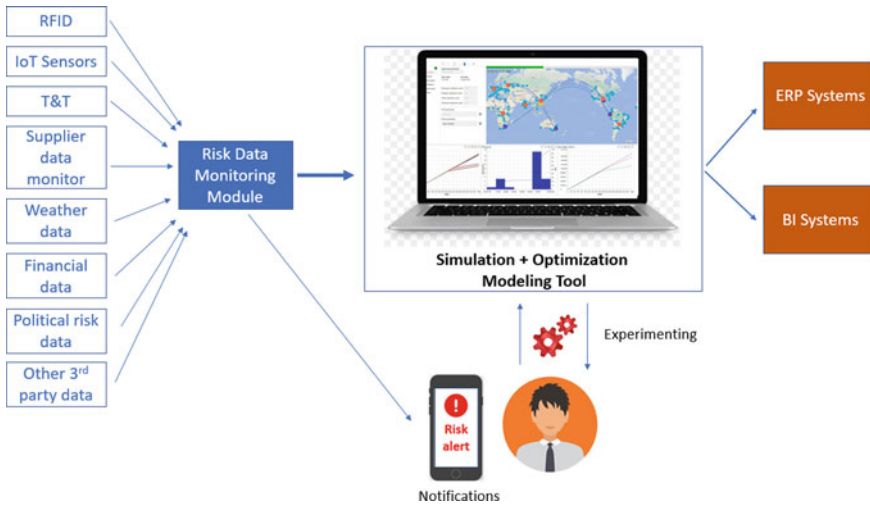 RFID
IoT Sensors
T&T
Supplier
data
monitor
Weather
data
Financial
data
Political risk
data
Other 3rd
party data
Risk Data
Monitoring
Module
Simulation + Optimization
Modeling Tool
ERP Systems
BI Systems
Experimenting
Risk
alert
Notifications